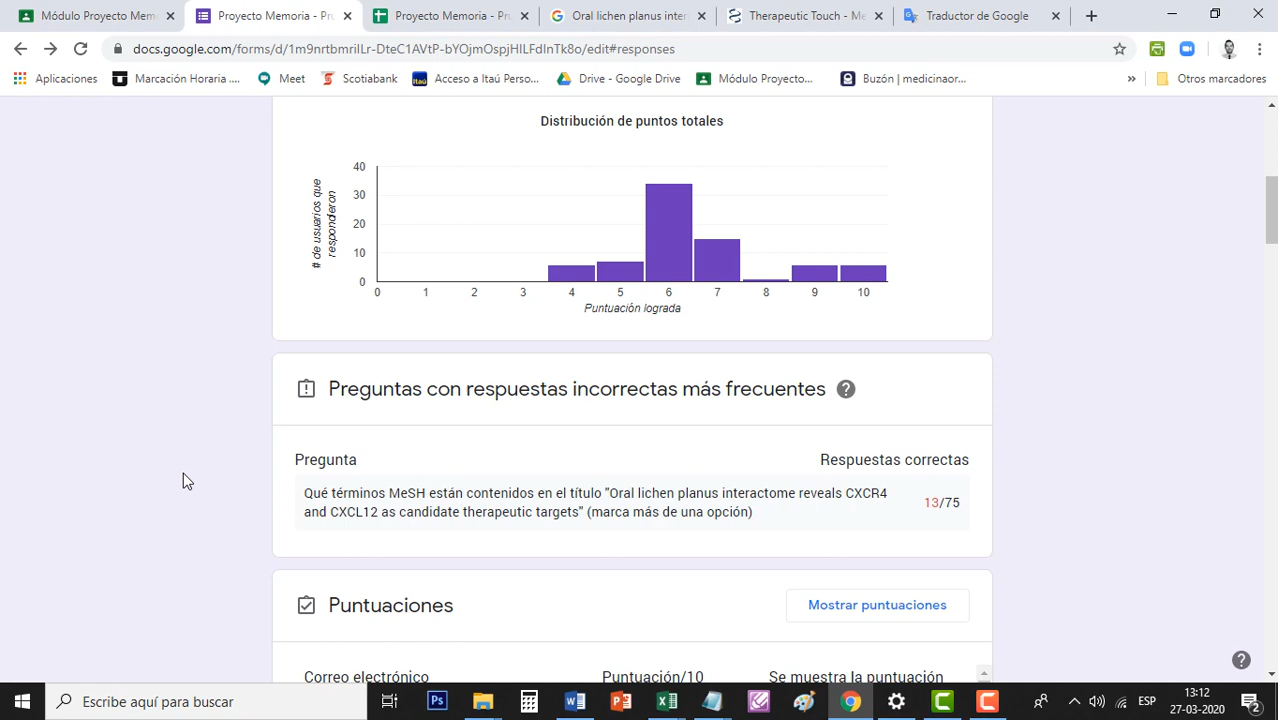 Módulo Proyecto Mem
Proyecto Memoria - Pru
Proyecto Memoria - Pru
Oral lichen planus inter
Therapeutic Touch - Me
Traductor de Google
docs.google.com/forms/d/1m9nrtbmriILr-DteC1AVtP-bYOjmOspjHILFdInTk8o/edit#responses
Aplicaciones
Marcación Horaria ....
Meet
Scotiabank
Acceso a Itaú Perso...
Drive - Google Drive
Módulo Proyecto...
Buzón | medicinaor...
»
Otros marcadores
Distribución de puntos totales
# de usuarios que
respondieron
40
30
20
10
0
0 1 2 3 4 5 6 7 8 9 10
Puntuación lograda
Preguntas con respuestas incorrectas más frecuentes
Pregunta
Respuestas correctas
Qué términos MeSH están contenidos en el título "Oral lichen planus interactome reveals CXCR4
and CXCL12 as candidate therapeutic targets" (marca más de una opción)
13/75
Puntuaciones
Mostrar puntuaciones
Correo electrónico
Puntuación/10
Se muestra la puntuación
Escribe aquí para buscar
Ps
ESP
13:12
27-03-2020
2